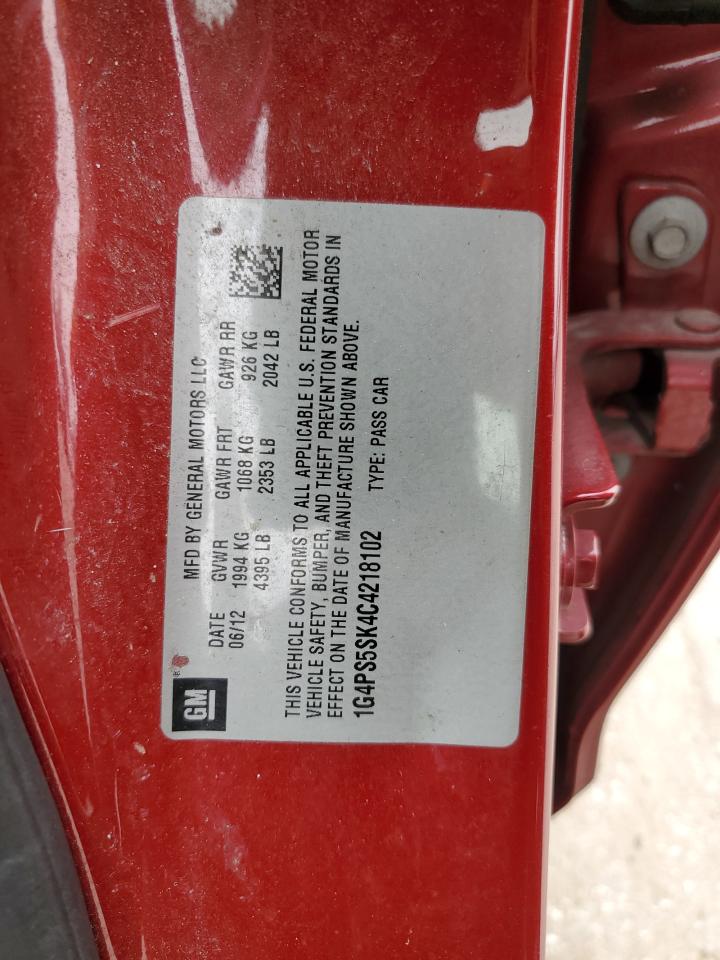 GM
MFD BY GENERAL MOTORS LLC
DATE GVWR GAWR FRT GAWR RR
06/12 1994 KG 1068 KG 926 KG
4395 LB 2353 LB 2042 LB
THIS VEHICLE CONFORMS TO ALL APPLICABLE U.S. FEDERAL MOTOR
VEHICLE SAFETY, BUMPER, AND THEFT PREVENTION STANDARDS IN
EFFECT ON THE DATE OF MANUFACTURE SHOWN ABOVE.
1G4PS5SK4C4218102 TYPE: PASS CAR